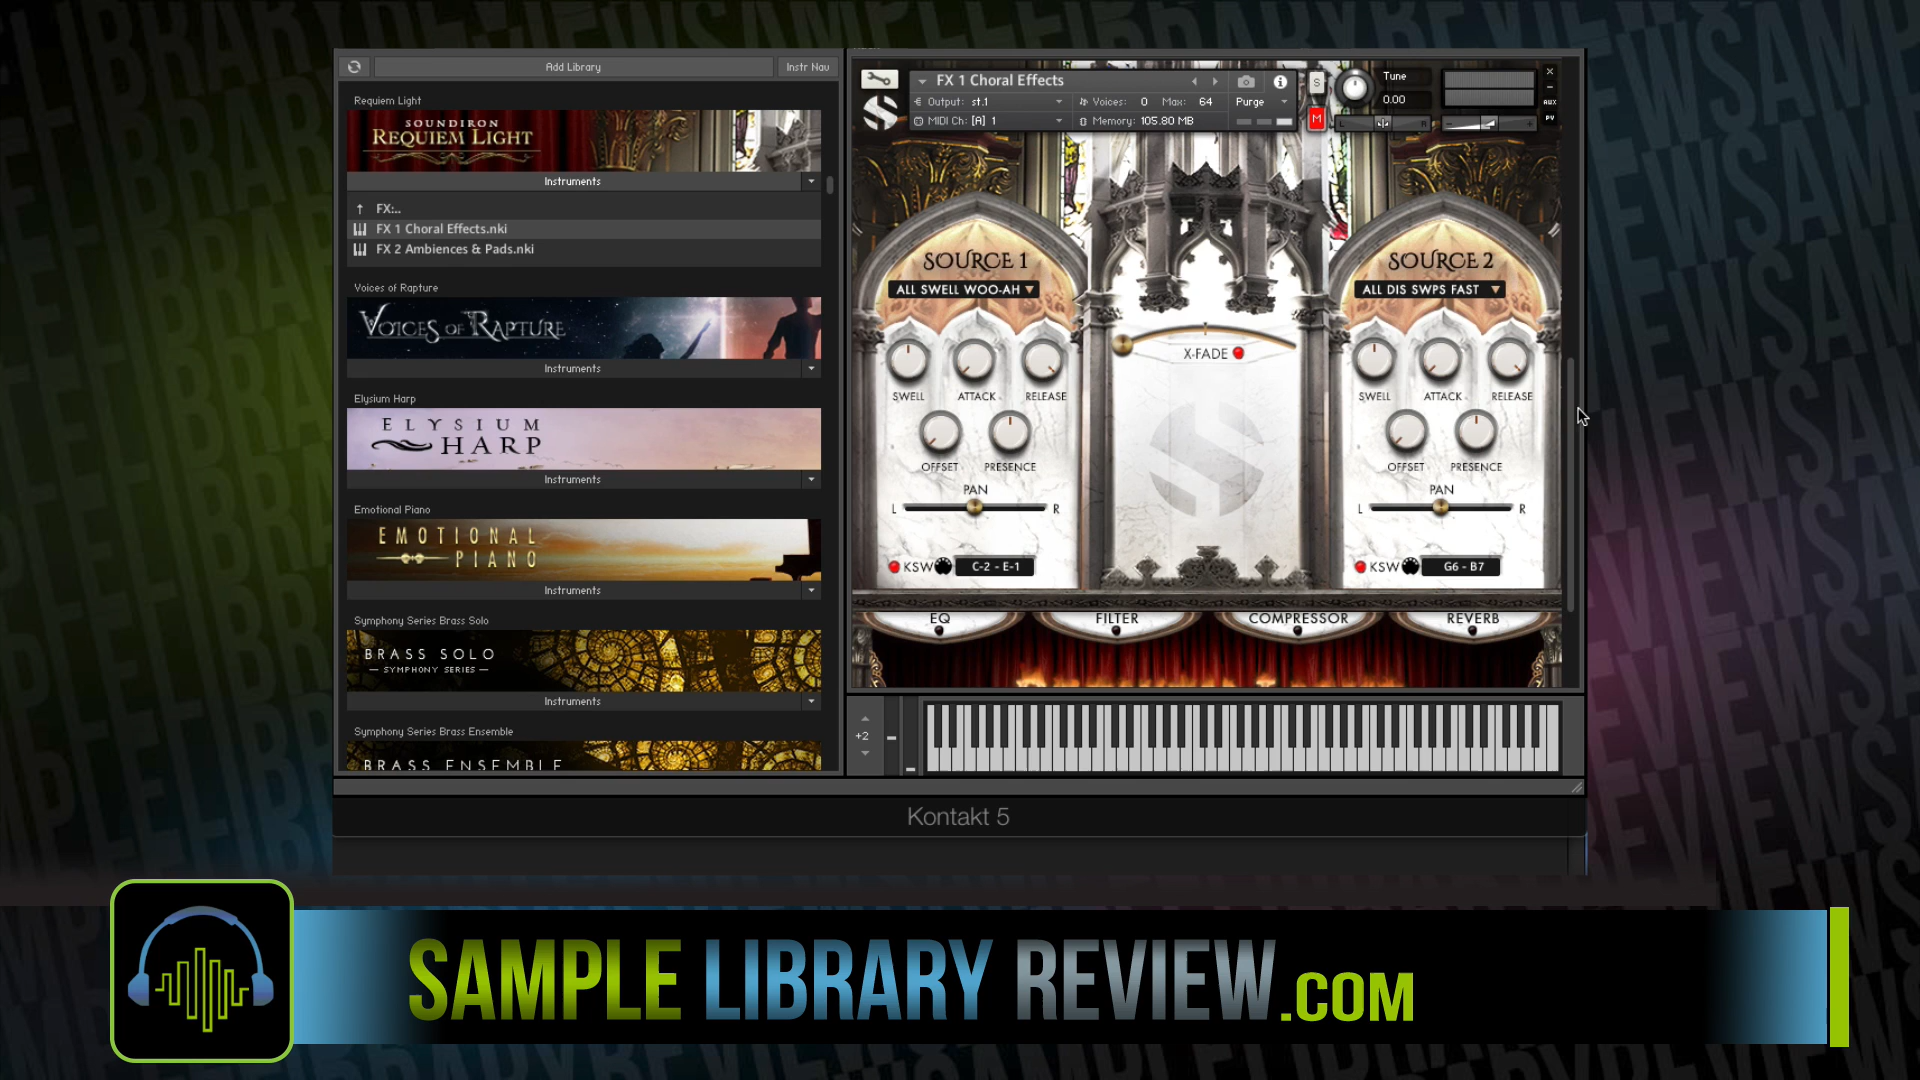 Add Library
Instr Nav
Requiem Light
SOUNDIRON
REQUIEM LIGHT
Instruments
FX:..
FX 1 Choral Effects.nki
FX 2 Ambiences & Pads.nki
Voices of Rapture
VOICES OF RAPTURE
Instruments
Elysium Harp
ELYSIUM
HARP
Instruments
Emotional Piano
EMOTIONAL
PIANO
Instruments
Symphony Series Brass Solo
BRASS SOLO
— SYMPHONY SERIES —
Instruments
Symphony Series Brass Ensemble
BRASS ENSEMBLE
FX 1 Choral Effects
Output: st.1
Voices: 0 Max: 64
Purge
MIDI Ch: [A] 1
Memory: 105.80 MB
S
M
Tune
0.00
L R
AUX
PV
SOURCE 1
ALL SWELL WOO-AH
SWELL ATTACK RELEASE
OFFSET PRESENCE
PAN
L R
KSW C-2 - E-1
X-FADE
SOURCE 2
ALL DIS SWPS FAST
SWELL ATTACK RELEASE
OFFSET PRESENCE
PAN
L R
KSW G6 - B7
EQ FILTER COMPRESSOR REVERB
+2
Kontakt 5
SAMPLE LIBRARY REVIEW.COM